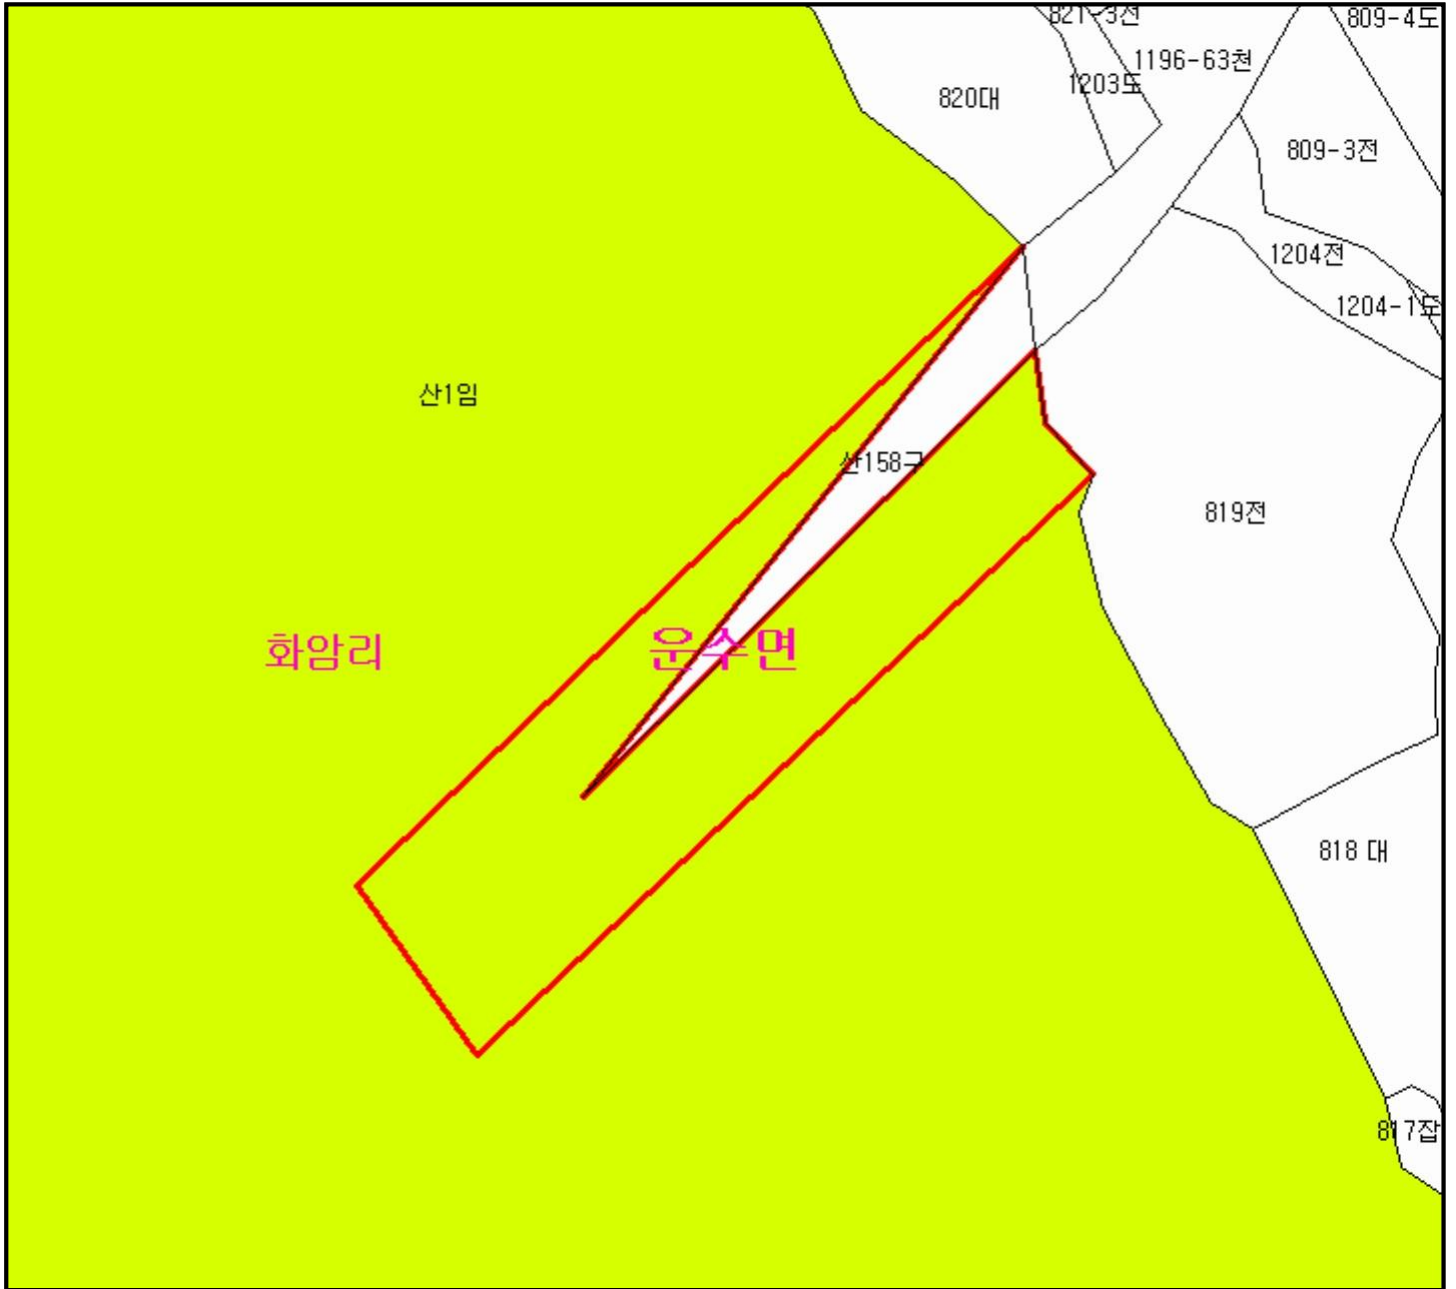 821-3전
809-4도
1196-63천
1203도
820대
809-3전
1204전
1204-1도
산1임
산158구
819전
화암리
운수면
818 대
817잡